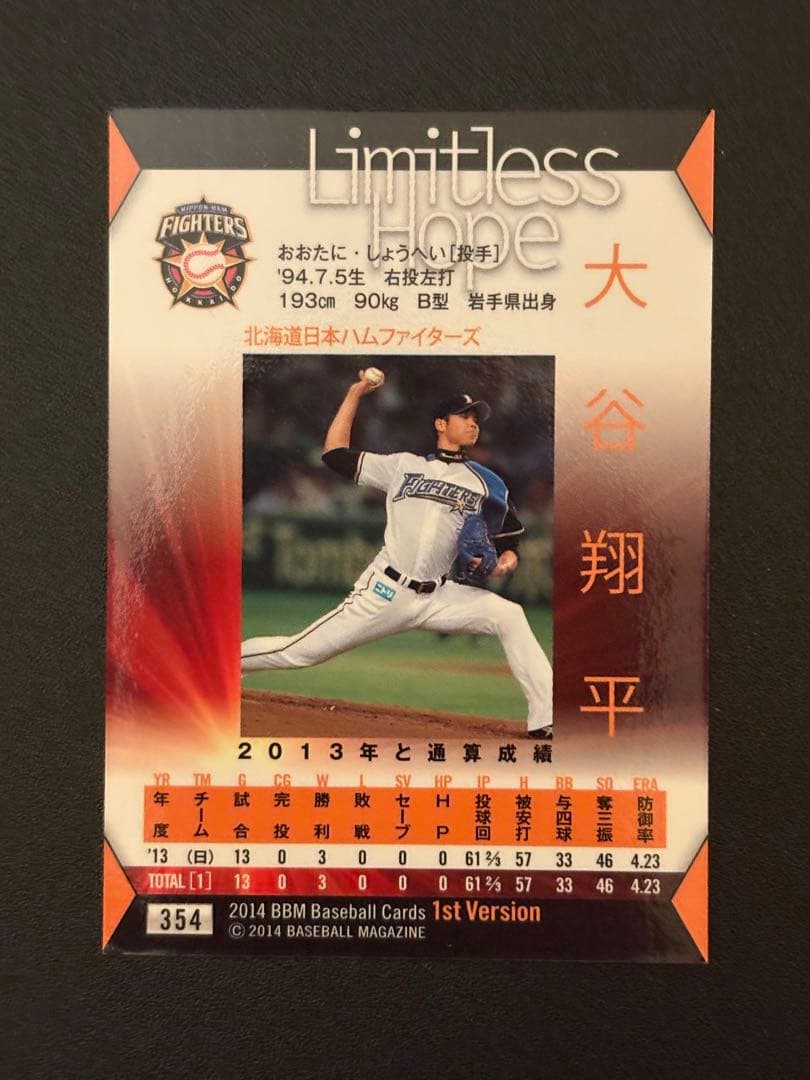 Limitless
Hope
NIPPON-HAM
FIGHTERS
HOKKAIDO
おおたに・しょうへい[投手]
'94.7.5生 右投左打
193cm 90kg B型 岩手県出身
北海道日本ハムファイターズ
大谷翔平
FIGHTERS
ニトリ
2013年と通算成績
YR TM G CG W L SV HP IP H BB SO ERA
年度 チーム 試合 完投 勝利 敗戦 セーブ HP 投球回 被安打 与四球 奪三振 防御率
'13 (日) 13 0 3 0 0 0 61 2/3 57 33 46 4.23
TOTAL [1] 13 0 3 0 0 0 61 2/3 57 33 46 4.23
354
2014 BBM Baseball Cards 1st Version
© 2014 BASEBALL MAGAZINE